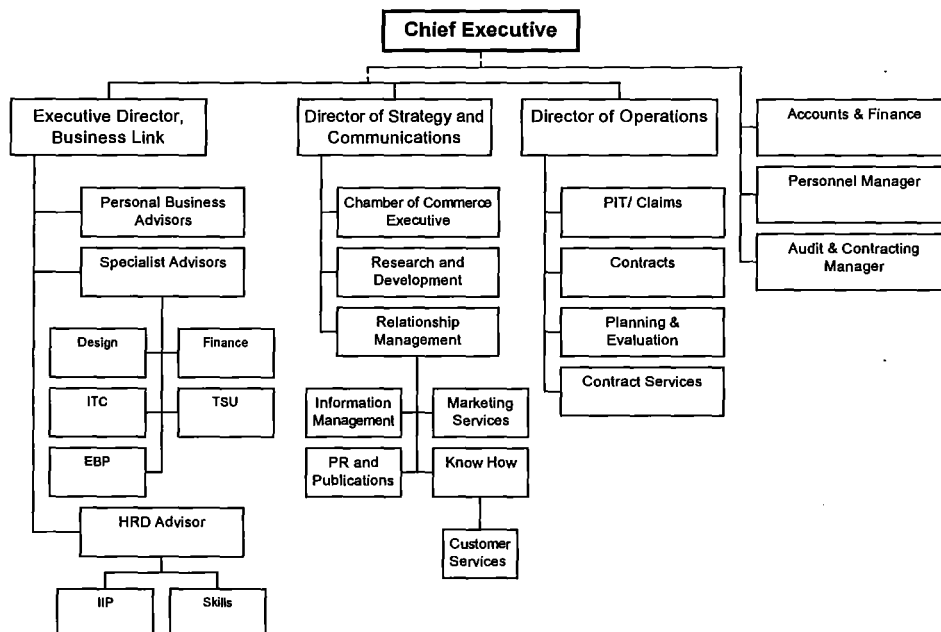 Chief Executive
Executive Director,
Business Link
Director of Strategy and
Communications
Director of Operations
Accounts & Finance
Personnel Manager
Audit & Contracting
Manager
Personal Business
Advisors
Specialist Advisors
Design
Finance
ITC
TSU
EBP
HRD Advisor
IIP
Skills
Chamber of Commerce
Executive
Research and
Development
Relationship
Management
Information
Management
Marketing
Services
PR and
Publications
Know How
Customer
Services
PIT/ Claims
Contracts
Planning &
Evaluation
Contract Services